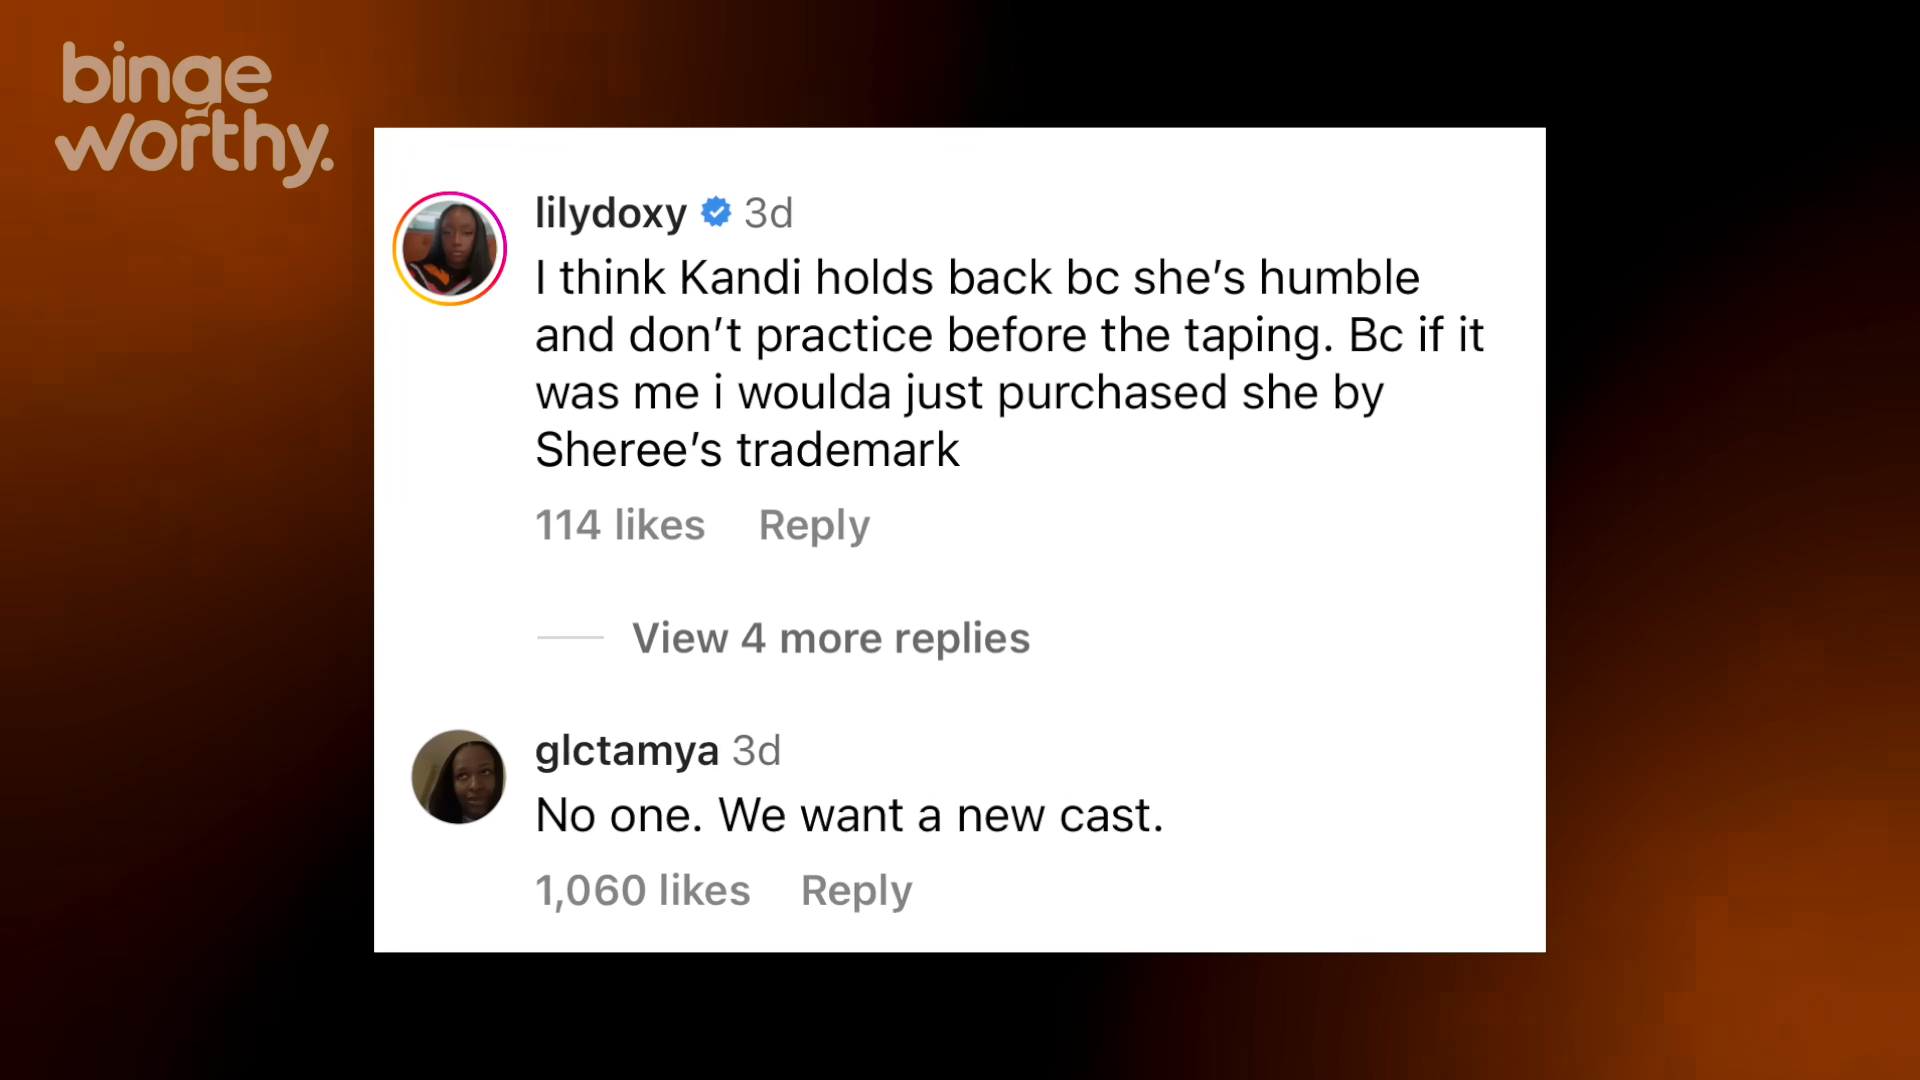 binge
worthy.
lilydoxy 3d
I think Kandi holds back bc she’s humble
and don’t practice before the taping. Bc if it
was me i woulda just purchased she by
Sheree’s trademark
114 likes Reply
View 4 more replies
glctamya 3d
No one. We want a new cast.
1,060 likes Reply